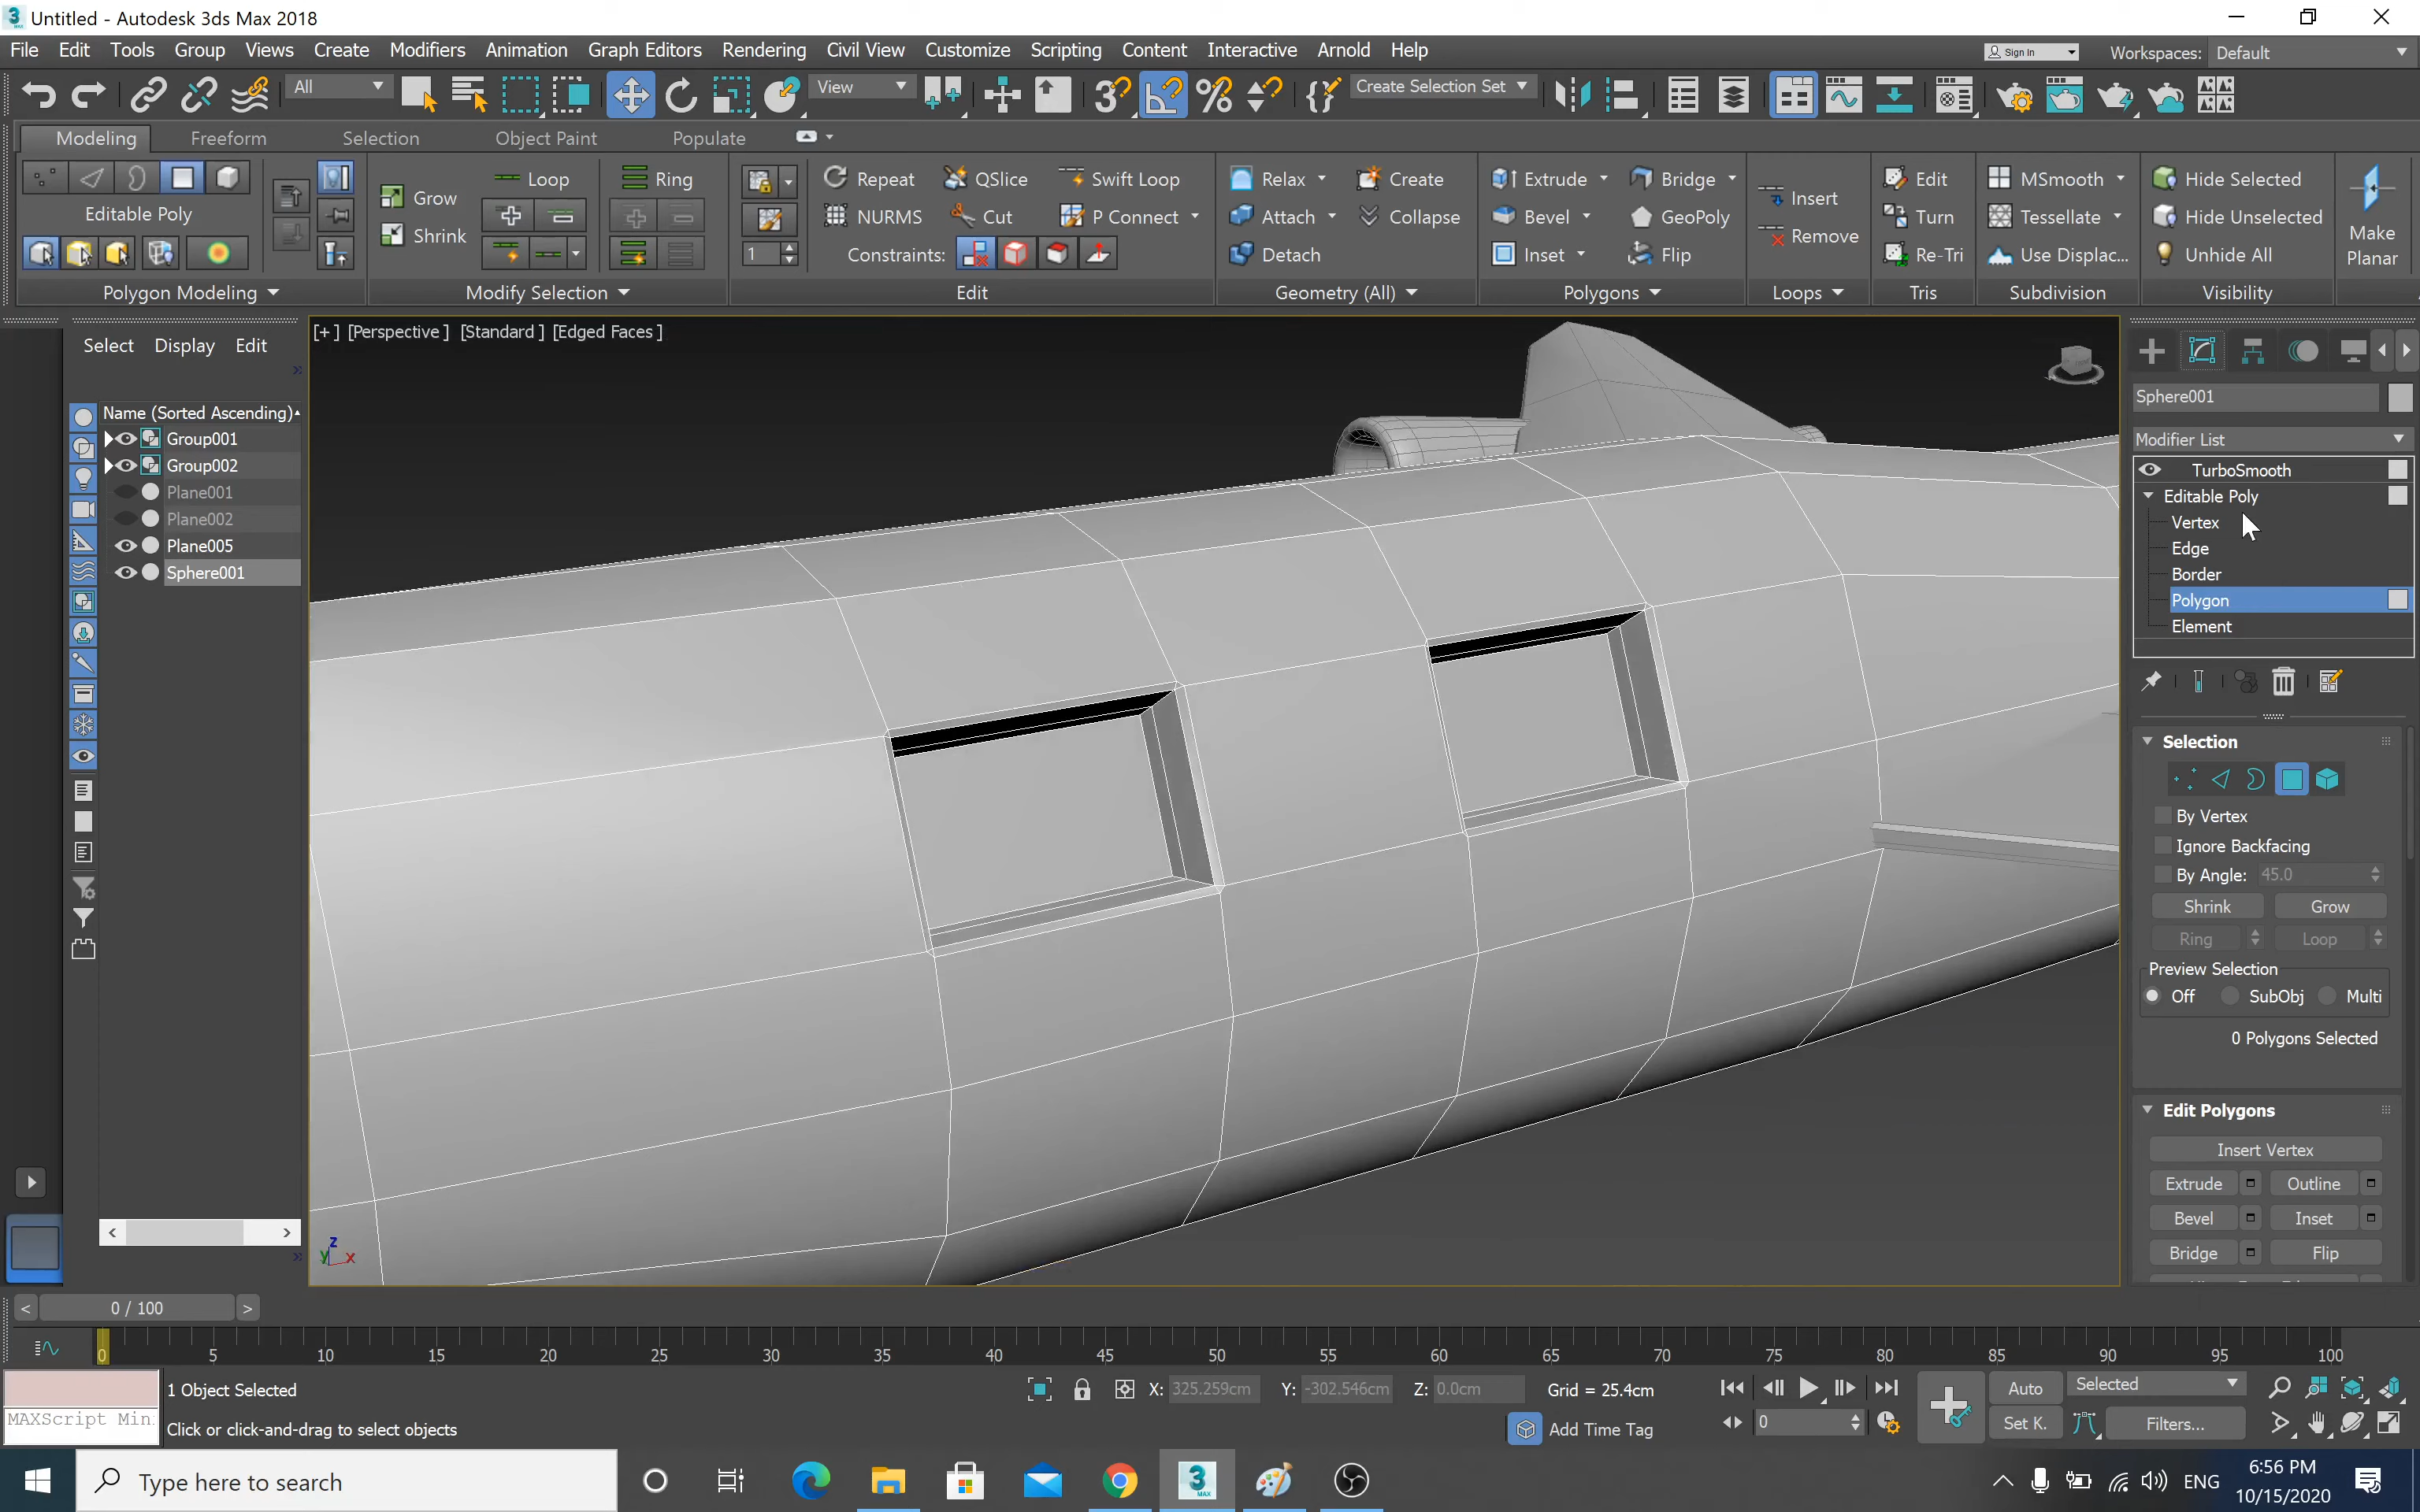 Untitled - Autodesk 3ds Max 2018
File Edit Tools Group Views Create Modifiers Animation Graph Editors Rendering Civil View Customize Scripting Content Interactive Arnold Help
Sign In Workspaces: Default
All View Create Selection Set
Modeling Freeform Selection Object Paint Populate
Grow Loop Ring Repeat QSlice Swift Loop Relax Create Extrude Bridge Insert Edit MSmooth Hide Selected
Editable Poly Shrink NURMS Cut P Connect Attach Collapse Bevel GeoPoly Remove Turn Tessellate Hide Unselected Make Planar
1 Constraints: Detach Inset Flip Re-Tri Use Displac... Unhide All
Polygon Modeling Modify Selection Edit Geometry (All) Polygons Loops Tris Subdivision Visibility
Select Display Edit
[+] [Perspective] [Standard] [Edged Faces]
Name (Sorted Ascending)
Group001
Group002
Plane001
Plane002
Plane005
Sphere001
z
y x
Sphere001
Modifier List
TurboSmooth
Editable Poly
Vertex
Edge
Border
Polygon
Element
Selection
By Vertex
Ignore Backfacing
By Angle: 45.0
Shrink Grow
Ring Loop
Preview Selection
Off SubObj Multi
0 Polygons Selected
Edit Polygons
Insert Vertex
Extrude Outline
Bevel Inset
Bridge Flip
< 0 / 100 >
0 5 10 15 20 25 30 35 40 45 50 55 60 65 70 75 80 85 90 95 100
1 Object Selected X: 325.259cm Y: -302.546cm Z: 0.0cm Grid = 25.4cm Auto Selected
MAXScript Min
Click or click-and-drag to select objects Add Time Tag 0 Set K. Filters...
Type here to search
ENG
6:56 PM
10/15/2020